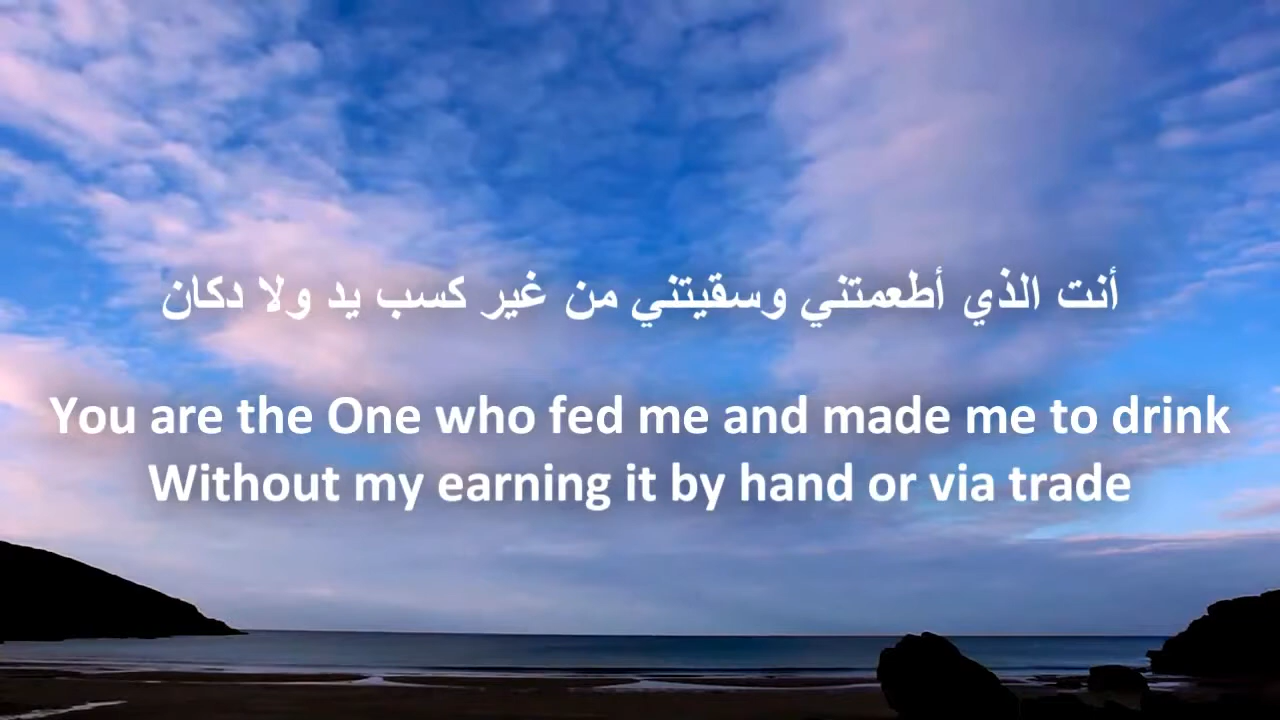 أنت الذي أطعمتني وسقيتني من غير كسب يد ولا دكان
You are the One who fed me and made me to drink
Without my earning it by hand or via trade